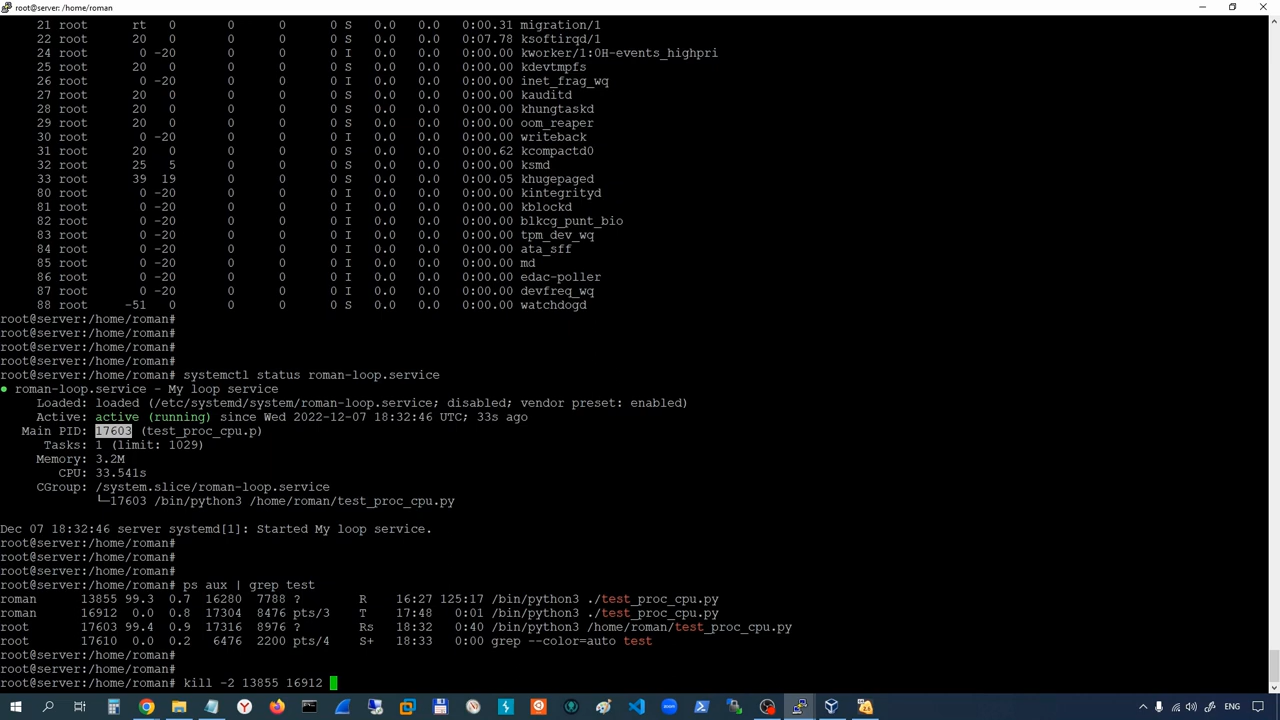 root@server: /home/roman
21 root rt 0 0 0 0 S 0.0 0.0 0:00.31 migration/1
22 root 20 0 0 0 0 S 0.0 0.0 0:07.78 ksoftirqd/1
24 root 0 -20 0 0 0 I 0.0 0.0 0:00.00 kworker/1:0H-events_highpri
25 root 20 0 0 0 0 S 0.0 0.0 0:00.00 kdevtmpfs
26 root 0 -20 0 0 0 I 0.0 0.0 0:00.00 inet_frag_wq
27 root 20 0 0 0 0 S 0.0 0.0 0:00.00 kauditd
28 root 20 0 0 0 0 S 0.0 0.0 0:00.00 khungtaskd
29 root 20 0 0 0 0 S 0.0 0.0 0:00.00 oom_reaper
30 root 0 -20 0 0 0 I 0.0 0.0 0:00.00 writeback
31 root 20 0 0 0 0 S 0.0 0.0 0:00.62 kcompactd0
32 root 25 5 0 0 0 S 0.0 0.0 0:00.00 ksmd
33 root 39 19 0 0 0 S 0.0 0.0 0:00.05 khugepaged
80 root 0 -20 0 0 0 I 0.0 0.0 0:00.00 kintegrityd
81 root 0 -20 0 0 0 I 0.0 0.0 0:00.00 kblockd
82 root 0 -20 0 0 0 I 0.0 0.0 0:00.00 blkcg_punt_bio
83 root 0 -20 0 0 0 I 0.0 0.0 0:00.00 tpm_dev_wq
84 root 0 -20 0 0 0 I 0.0 0.0 0:00.00 ata_sff
85 root 0 -20 0 0 0 I 0.0 0.0 0:00.00 md
86 root 0 -20 0 0 0 I 0.0 0.0 0:00.00 edac-poller
87 root 0 -20 0 0 0 I 0.0 0.0 0:00.00 devfreq_wq
88 root -51 0 0 0 0 S 0.0 0.0 0:00.00 watchdogd
root@server:/home/roman#
root@server:/home/roman#
root@server:/home/roman#
root@server:/home/roman#
root@server:/home/roman# systemctl status roman-loop.service
● roman-loop.service - My loop service
Loaded: loaded (/etc/systemd/system/roman-loop.service; disabled; vendor preset: enabled)
Active: active (running) since Wed 2022-12-07 18:32:46 UTC; 33s ago
Main PID: 17603 (test_proc_cpu.p)
Tasks: 1 (limit: 1029)
Memory: 3.2M
CPU: 33.541s
CGroup: /system.slice/roman-loop.service
└─17603 /bin/python3 /home/roman/test_proc_cpu.py
Dec 07 18:32:46 server systemd[1]: Started My loop service.
root@server:/home/roman#
root@server:/home/roman#
root@server:/home/roman#
root@server:/home/roman# ps aux | grep test
roman 13855 99.3 0.7 16280 7788 ? R 16:27 125:17 /bin/python3 ./test_proc_cpu.py
roman 16912 0.0 0.8 17304 8476 pts/3 T 17:48 0:01 /bin/python3 ./test_proc_cpu.py
root 17603 99.4 0.9 17316 8976 ? Rs 18:32 0:40 /bin/python3 /home/roman/test_proc_cpu.py
root 17610 0.0 0.2 6476 2200 pts/4 S+ 18:33 0:00 grep --color=auto test
root@server:/home/roman#
root@server:/home/roman#
root@server:/home/roman# kill -2 13855 16912
ENG